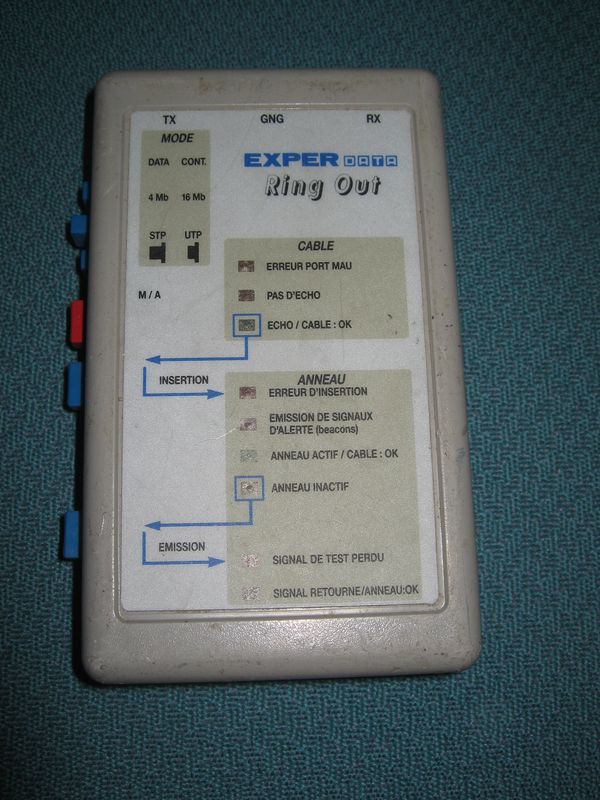 TX GNG RX
MODE
DATA CONT.
4 Mb 16 Mb
STP UTP
EXPER DATA
Ring Out
M / A
CABLE
ERREUR PORT MAU
PAS D'ECHO
ECHO / CABLE : OK
INSERTION
ANNEAU
ERREUR D'INSERTION
EMISSION DE SIGNAUX
D'ALERTE (beacons)
ANNEAU ACTIF / CABLE : OK
ANNEAU INACTIF
EMISSION
SIGNAL DE TEST PERDU
SIGNAL RETOURNE/ANNEAU:OK